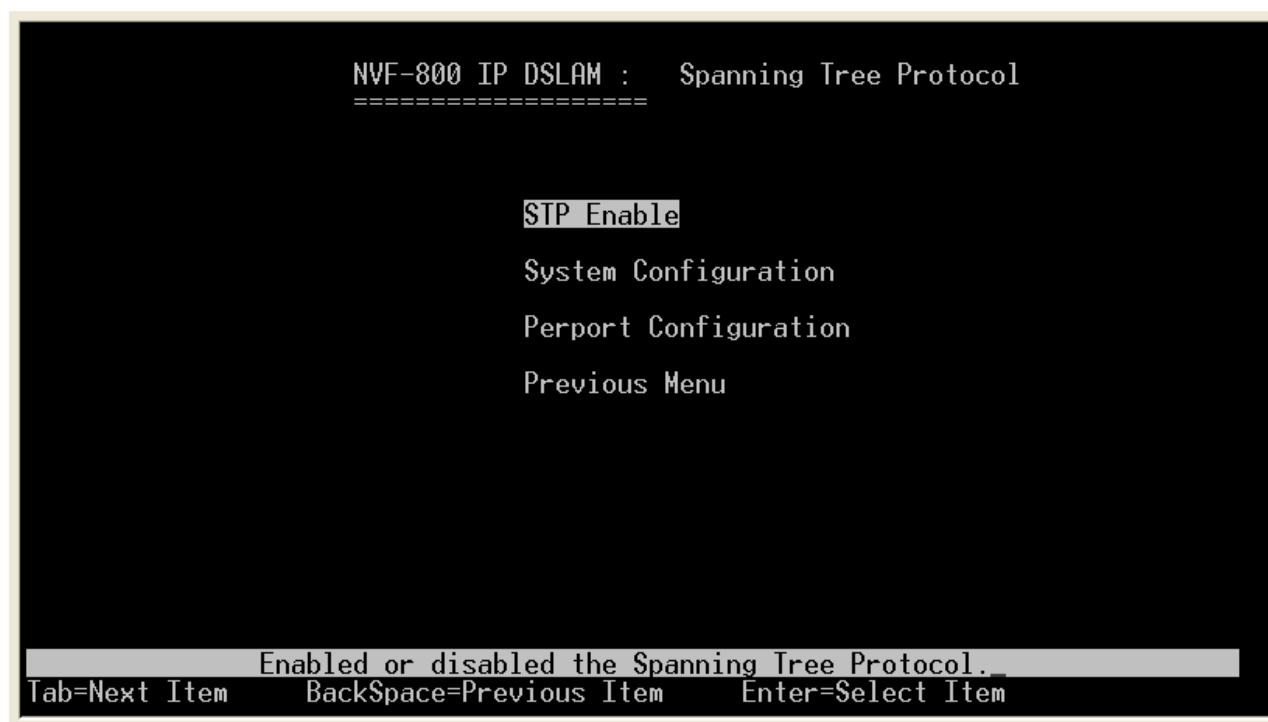 NVF-800 IP DSLAM :   Spanning Tree Protocol
===================
STP Enable
System Configuration
Perport Configuration
Previous Menu
Enabled or disabled the Spanning Tree Protocol._
Tab=Next Item     BackSpace=Previous Item     Enter=Select Item